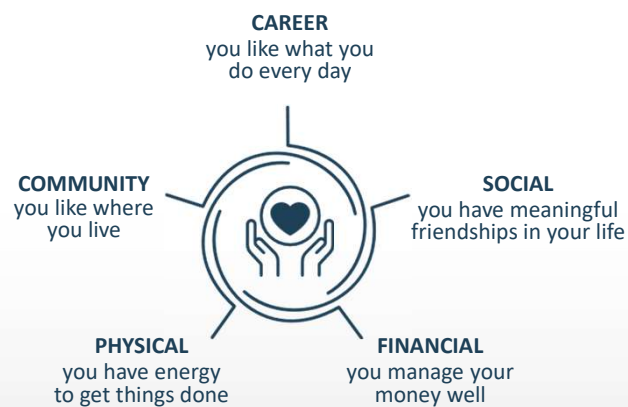 CAREER
you like what you
do every day
COMMUNITY
you like where
you live
SOCIAL
you have meaningful
friendships in your life
PHYSICAL
you have energy
to get things done
FINANCIAL
you manage your
money well